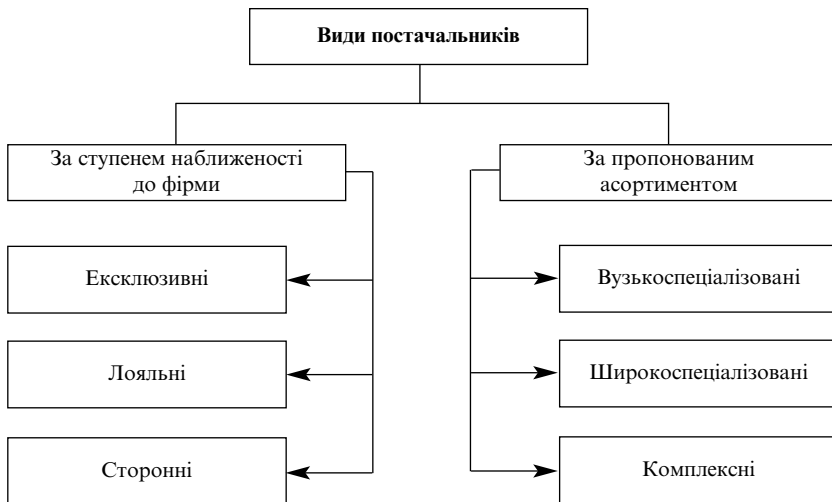 Види постачальників
За ступенем наближеності
до фірми
За пропонованим
асортиментом
Ексклюзивні
Вузькоспеціалізовані
Лояльні
Широкоспеціалізовані
Сторонні
Комплексні